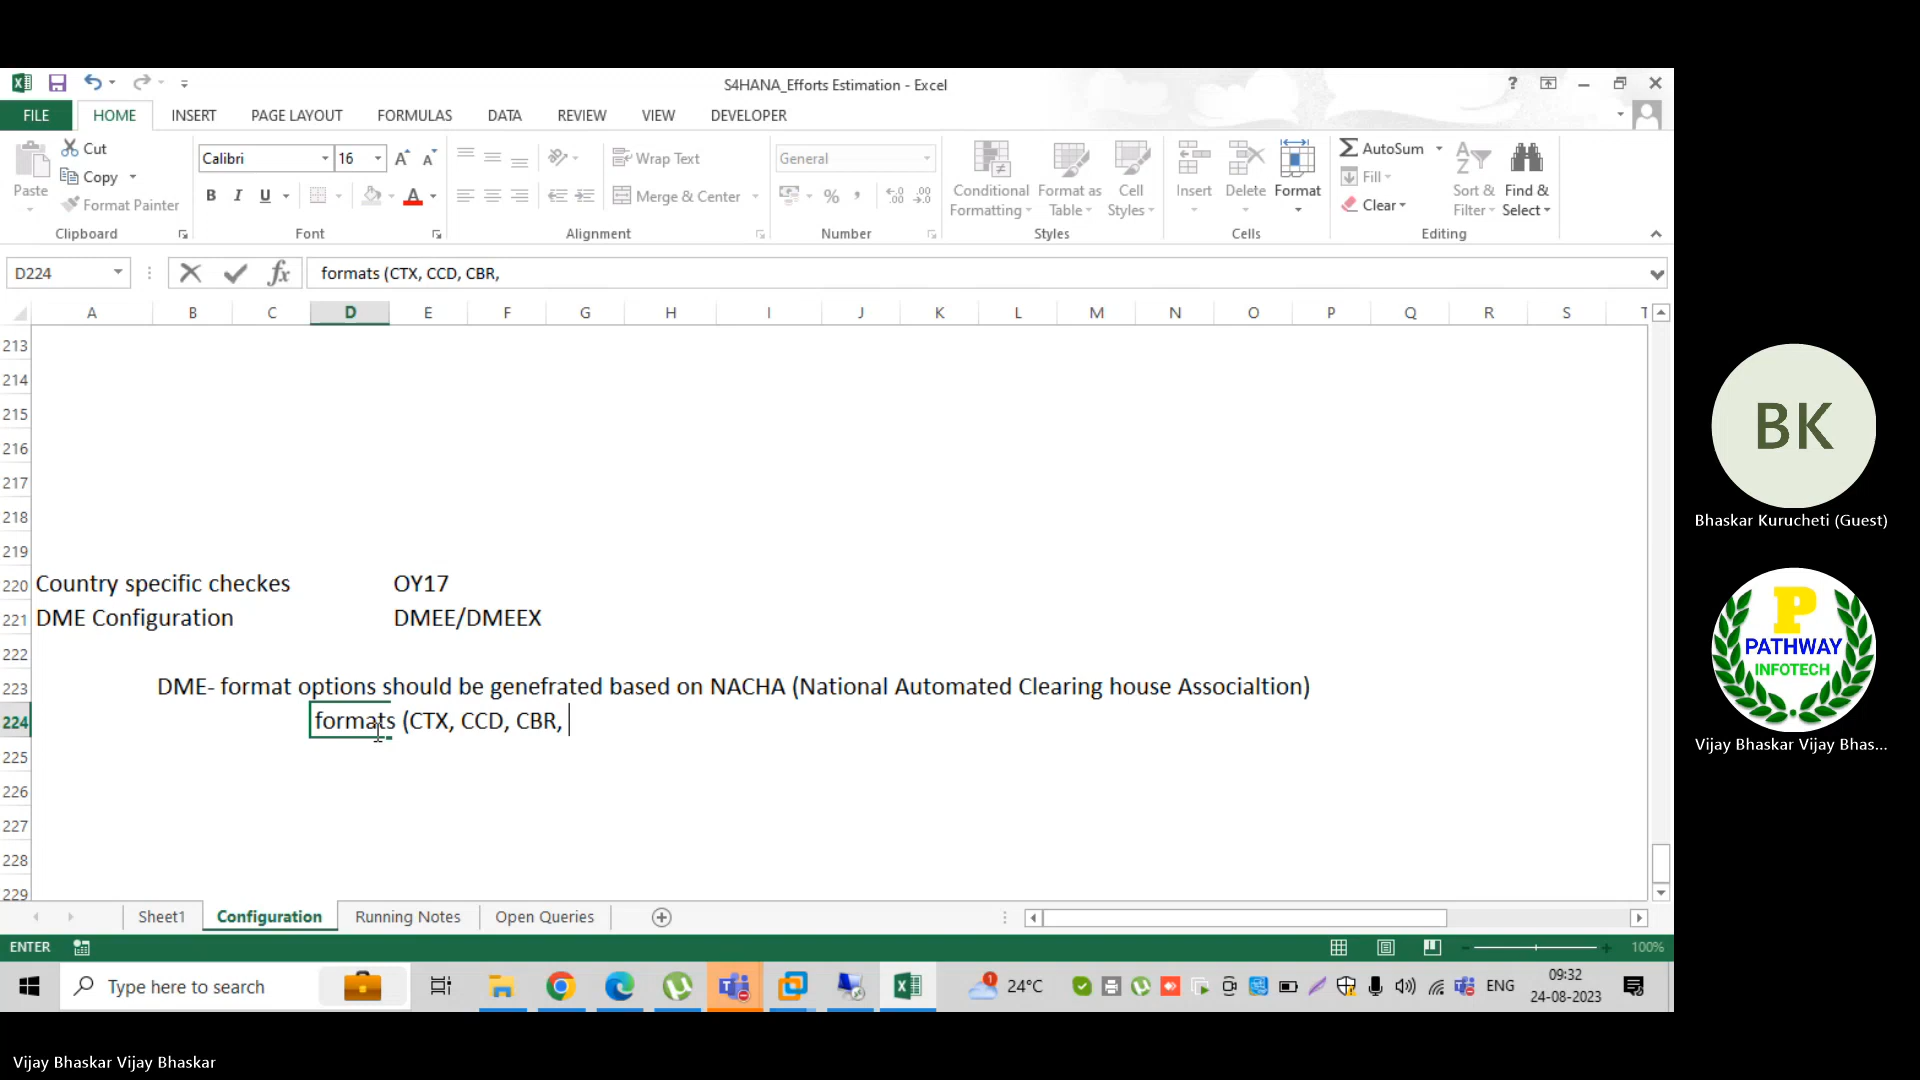 S4HANA_Efforts Estimation - Excel
?
FILE HOME INSERT PAGE LAYOUT FORMULAS DATA REVIEW VIEW DEVELOPER
Paste
Cut
Copy
Format Painter
Clipboard
Calibri 16
B I U A
Font
Wrap Text
Merge & Center
Alignment
General
% ,
Number
Conditional Formatting
Format as Table
Cell Styles
Styles
Insert
Delete
Format
Cells
AutoSum
Fill
Clear
Sort & Filter
Find & Select
Editing
D224 fx formats (CTX, CCD, CBR,
A B C D E F G H I J K L M N O P Q R S T
213
214
215
216
217
218
219
220 Country specific checkes OY17
221 DME Configuration DMEE/DMEEX
222
223 DME- format options should be genefrated based on NACHA (National Automated Clearing house Associaltion)
224 formats (CTX, CCD, CBR,
225
226
227
228
229
Sheet1 Configuration Running Notes Open Queries
ENTER 100%
Type here to search
1 24°C ENG 09:32
24-08-2023
BK
Bhaskar Kurucheti (Guest)
P
PATHWAY
INFOTECH
Vijay Bhaskar Vijay Bhas...
Vijay Bhaskar Vijay Bhaskar